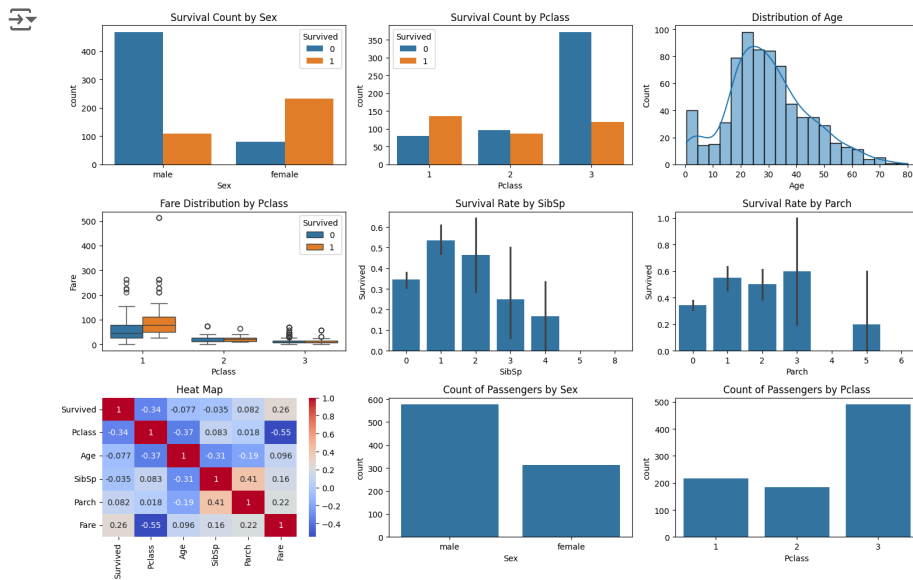 Survival Count by Sex
Survived
0
1
400
300
200
100
0
count
male
female
Sex
Survival Count by Pclass
Survived
0
1
350
300
250
200
150
100
50
0
count
1
2
3
Pclass
Distribution of Age
100
80
60
40
20
0
Count
0
10
20
30
40
50
60
70
80
Age
Fare Distribution by Pclass
Survived
0
1
500
400
300
200
100
0
Fare
1
2
3
Pclass
Survival Rate by SibSp
0.6
0.5
0.4
0.3
0.2
0.1
0.0
Survived
0
1
2
3
4
5
8
SibSp
Survival Rate by Parch
1.0
0.8
0.6
0.4
0.2
0.0
Survived
0
1
2
3
4
5
6
Parch
Heat Map
Survived 1 -0.34 -0.077 -0.035 0.082 0.26
Pclass -0.34 1 -0.37 0.083 0.018 -0.55
Age -0.077 -0.37 1 -0.31 -0.19 0.096
SibSp -0.035 0.083 -0.31 1 0.41 0.16
Parch 0.082 0.018 -0.19 0.41 1 0.22
Fare 0.26 -0.55 0.096 0.16 0.22 1
Survived
Pclass
Age
SibSp
Parch
Fare
1.0
0.8
0.6
0.4
0.2
0.0
-0.2
-0.4
Count of Passengers by Sex
600
500
400
300
200
100
0
count
male
female
Sex
Count of Passengers by Pclass
500
400
300
200
100
0
count
1
2
3
Pclass